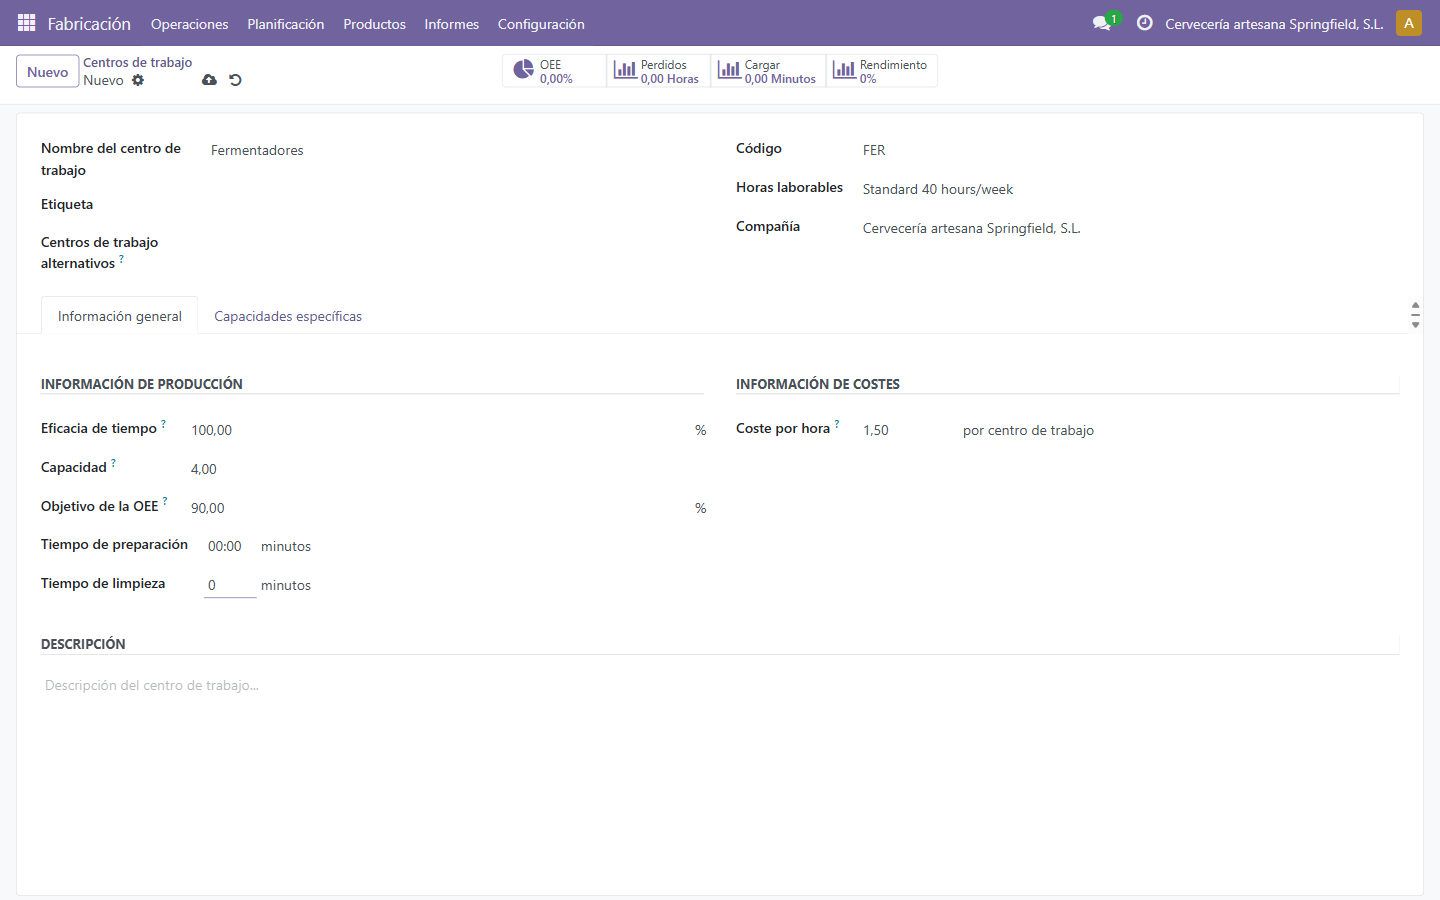 Fabricación Operaciones Planificación Productos Informes Configuración 1 Cervecería artesana Springfield, S.L. A
Nuevo
Centros de trabajo
Nuevo
OEE
0,00%
Perdidos
0,00 Horas
Cargar
0,00 Minutos
Rendimiento
0%
Nombre del centro de trabajo Fermentadores
Etiqueta
Centros de trabajo alternativos ?
Código FER
Horas laborables Standard 40 hours/week
Compañía Cervecería artesana Springfield, S.L.
Información general Capacidades específicas
INFORMACIÓN DE PRODUCCIÓN
Eficacia de tiempo ? 100,00 %
Capacidad ? 4,00
Objetivo de la OEE ? 90,00 %
Tiempo de preparación 00:00 minutos
Tiempo de limpieza 0 minutos
INFORMACIÓN DE COSTES
Coste por hora ? 1,50 por centro de trabajo
DESCRIPCIÓN
Descripción del centro de trabajo...